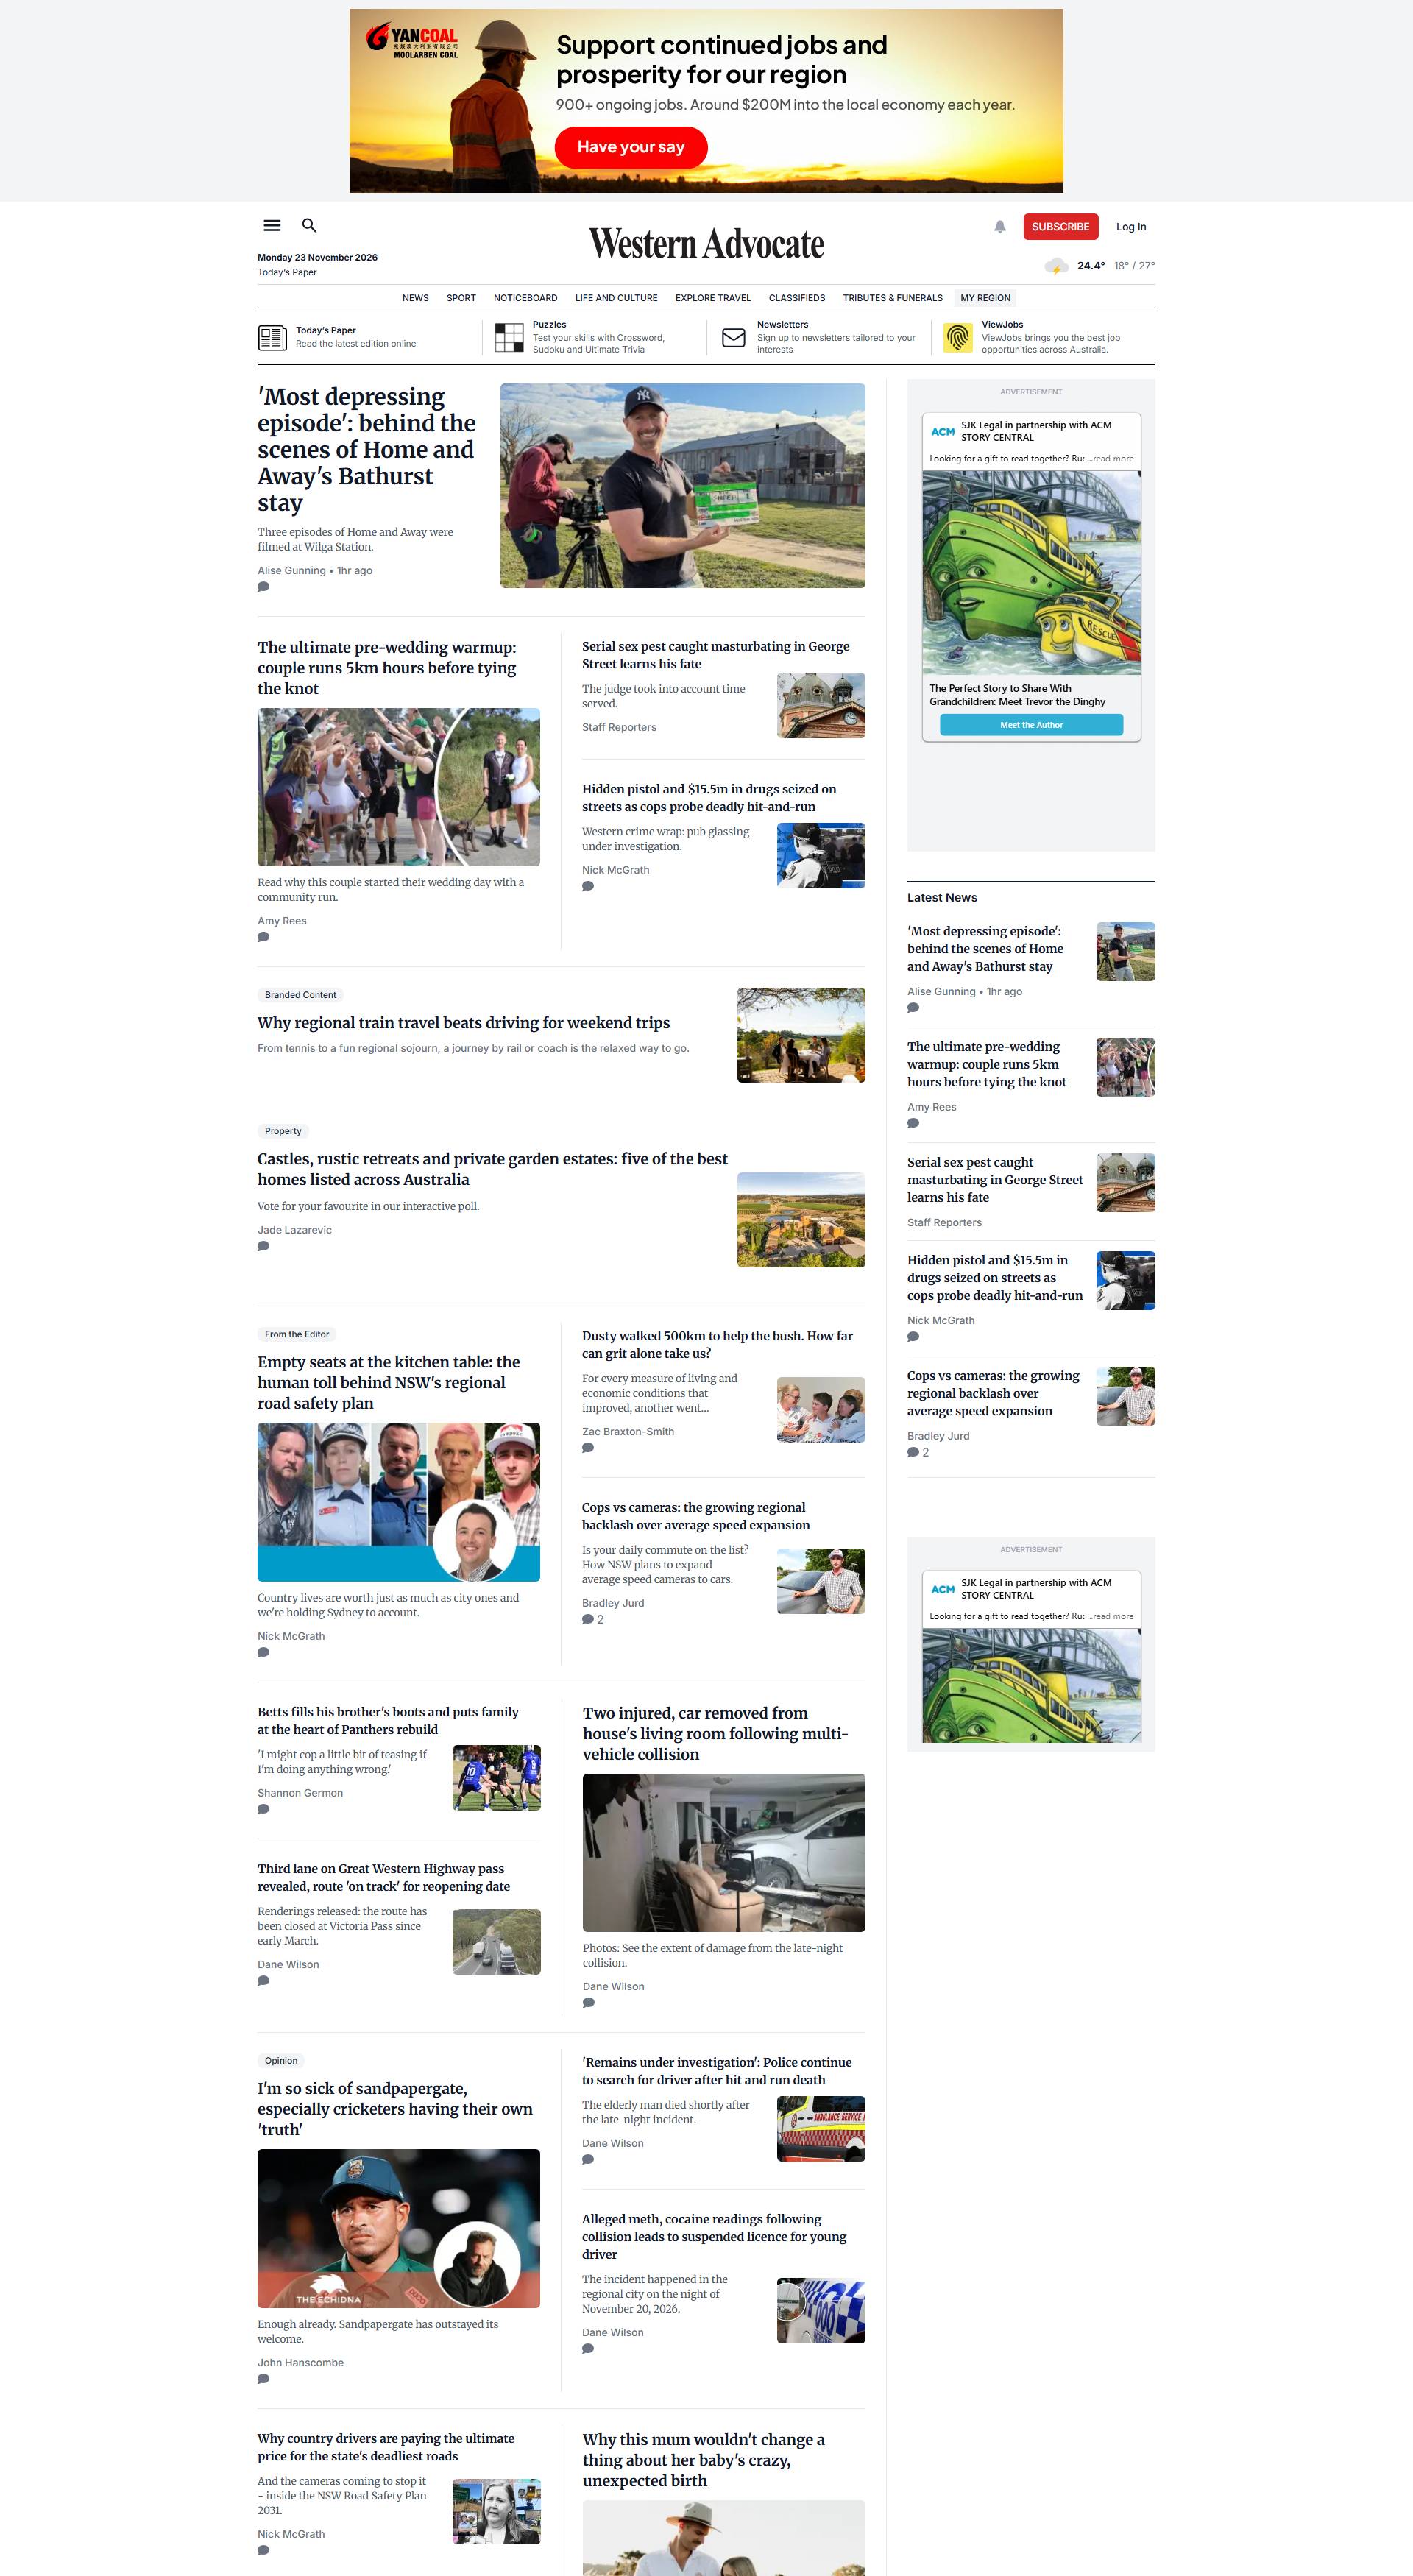 YANCOAL
MOOLARBEN COAL
Support continued jobs and
prosperity for our region
900+ ongoing jobs. Around $200M into the local economy each year.
Have your say
Western Advocate
SUBSCRIBE
Log In
Monday 23 November 2026
Today's Paper
24.4° 18° / 27°
NEWS SPORT NOTICEBOARD LIFE AND CULTURE EXPLORE TRAVEL CLASSIFIEDS TRIBUTES & FUNERALS MY REGION
Today's Paper
Read the latest edition online
Puzzles
Test your skills with Crossword,
Sudoku and Ultimate Trivia
Newsletters
Sign up to newsletters tailored to your
interests
ViewJobs
ViewJobs brings you the best job
opportunities across Australia.
'Most depressing
episode': behind the
scenes of Home and
Away's Bathurst
stay
Three episodes of Home and Away were
filmed at Wilga Station.
Alise Gunning • 1hr ago
The ultimate pre-wedding warmup:
couple runs 5km hours before tying
the knot
Read why this couple started their wedding day with a
community run.
Amy Rees
Serial sex pest caught masturbating in George
Street learns his fate
The judge took into account time
served.
Staff Reporters
Hidden pistol and $15.5m in drugs seized on
streets as cops probe deadly hit-and-run
Western crime wrap: pub glassing
under investigation.
Nick McGrath
Branded Content
Why regional train travel beats driving for weekend trips
From tennis to a fun regional sojourn, a journey by rail or coach is the relaxed way to go.
Property
Castles, rustic retreats and private garden estates: five of the best
homes listed across Australia
Vote for your favourite in our interactive poll.
Jade Lazarevic
From the Editor
Empty seats at the kitchen table: the
human toll behind NSW's regional
road safety plan
Country lives are worth just as much as city ones and
we're holding Sydney to account.
Nick McGrath
Dusty walked 500km to help the bush. How far
can grit alone take us?
For every measure of living and
economic conditions that
improved, another went...
Zac Braxton-Smith
Cops vs cameras: the growing regional
backlash over average speed expansion
Is your daily commute on the list?
How NSW plans to expand
average speed cameras to cars.
Bradley Jurd
2
Betts fills his brother's boots and puts family
at the heart of Panthers rebuild
'I might cop a little bit of teasing if
I'm doing anything wrong.'
Shannon Germon
Third lane on Great Western Highway pass
revealed, route 'on track' for reopening date
Renderings released: the route has
been closed at Victoria Pass since
early March.
Dane Wilson
Two injured, car removed from
house's living room following multi-
vehicle collision
Photos: See the extent of damage from the late-night
collision.
Dane Wilson
Opinion
I'm so sick of sandpapergate,
especially cricketers having their own
'truth'
THE ECHIDNA
Enough already. Sandpapergate has outstayed its
welcome.
John Hanscombe
'Remains under investigation': Police continue
to search for driver after hit and run death
The elderly man died shortly after
the late-night incident.
AMBULANCE SERVICE
Dane Wilson
Alleged meth, cocaine readings following
collision leads to suspended licence for young
driver
The incident happened in the
regional city on the night of
November 20, 2026.
000
Dane Wilson
Why country drivers are paying the ultimate
price for the state's deadliest roads
And the cameras coming to stop it
- inside the NSW Road Safety Plan
2031.
Nick McGrath
Why this mum wouldn't change a
thing about her baby's crazy,
unexpected birth
ADVERTISEMENT
ACM
SJK Legal in partnership with ACM
STORY CENTRAL
Looking for a gift to read together? Ruc ...read more
RESCUE
The Perfect Story to Share With
Grandchildren: Meet Trevor the Dinghy
Meet the Author
Latest News
'Most depressing episode':
behind the scenes of Home
and Away's Bathurst stay
Alise Gunning • 1hr ago
The ultimate pre-wedding
warmup: couple runs 5km
hours before tying the knot
Amy Rees
Serial sex pest caught
masturbating in George Street
learns his fate
Staff Reporters
Hidden pistol and $15.5m in
drugs seized on streets as
cops probe deadly hit-and-run
Nick McGrath
Cops vs cameras: the growing
regional backlash over
average speed expansion
Bradley Jurd
2
ADVERTISEMENT
ACM
SJK Legal in partnership with ACM
STORY CENTRAL
Looking for a gift to read together? Ruc ...read more